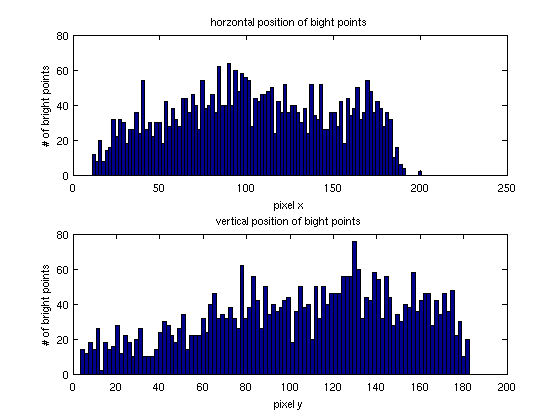 horzontal position of bight points
80
60
40
20
0
# of bright points
0 50 100 150 200 250
pixel x
vertical position of bight points
80
60
40
20
0
# of bright points
0 20 40 60 80 100 120 140 160 180 200
pixel y